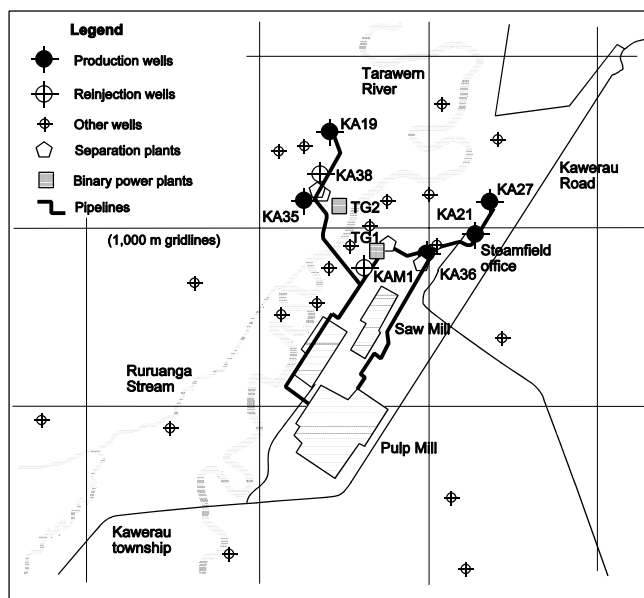 Legend
Production wells
Reinjection wells
Other wells
Separation plants
Binary power plants
Pipelines
(1,000 m gridlines)
Tarawern
River
KA19
KA38
KA35
TG2
KA27
KA21
Kawerau
Road
TG1
Steamfield
office
KAM1
KA36
Saw Mill
Ruruanga
Stream
Pulp Mill
Kawerau
township